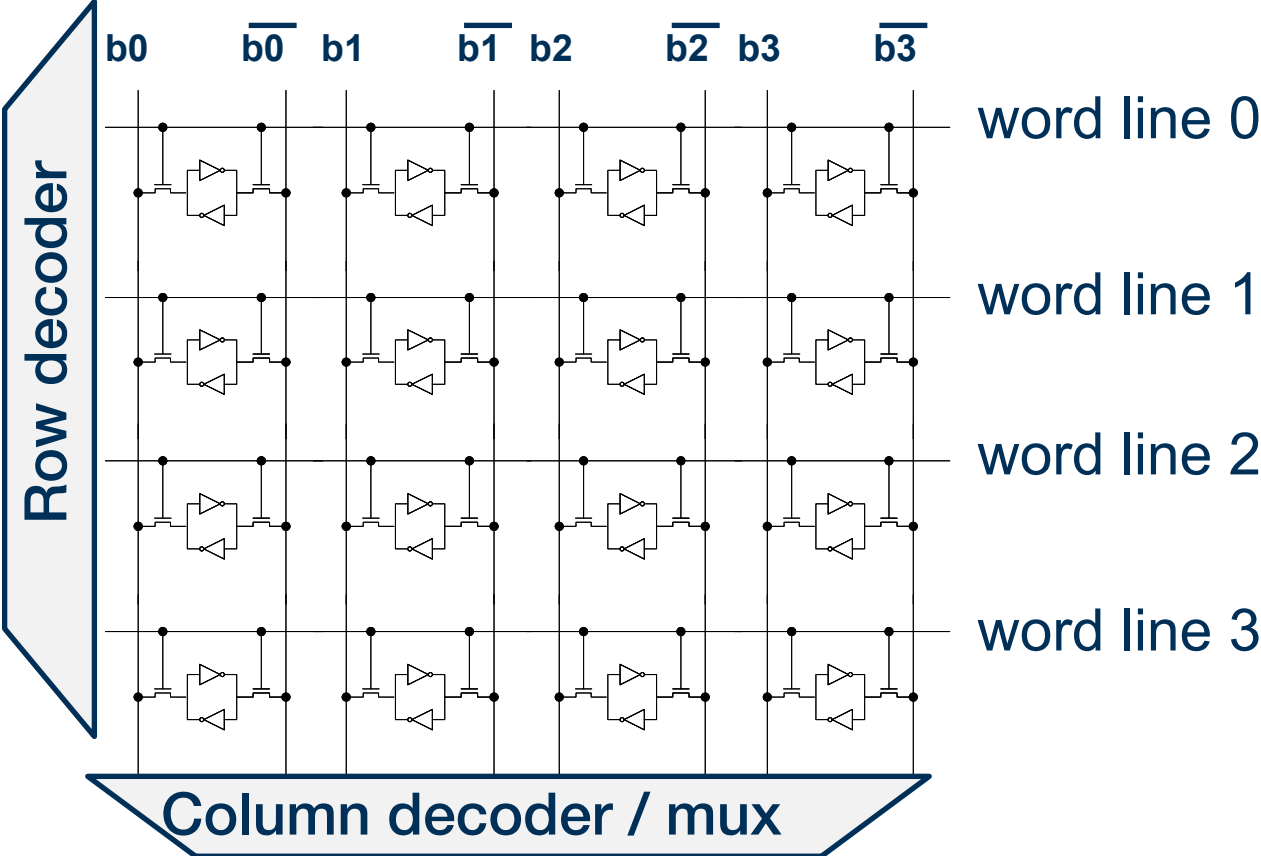 b0 b0 b1 b1 b2 b2 b3 b3
word line 0
word line 1
word line 2
word line 3
Row decoder
Column decoder / mux